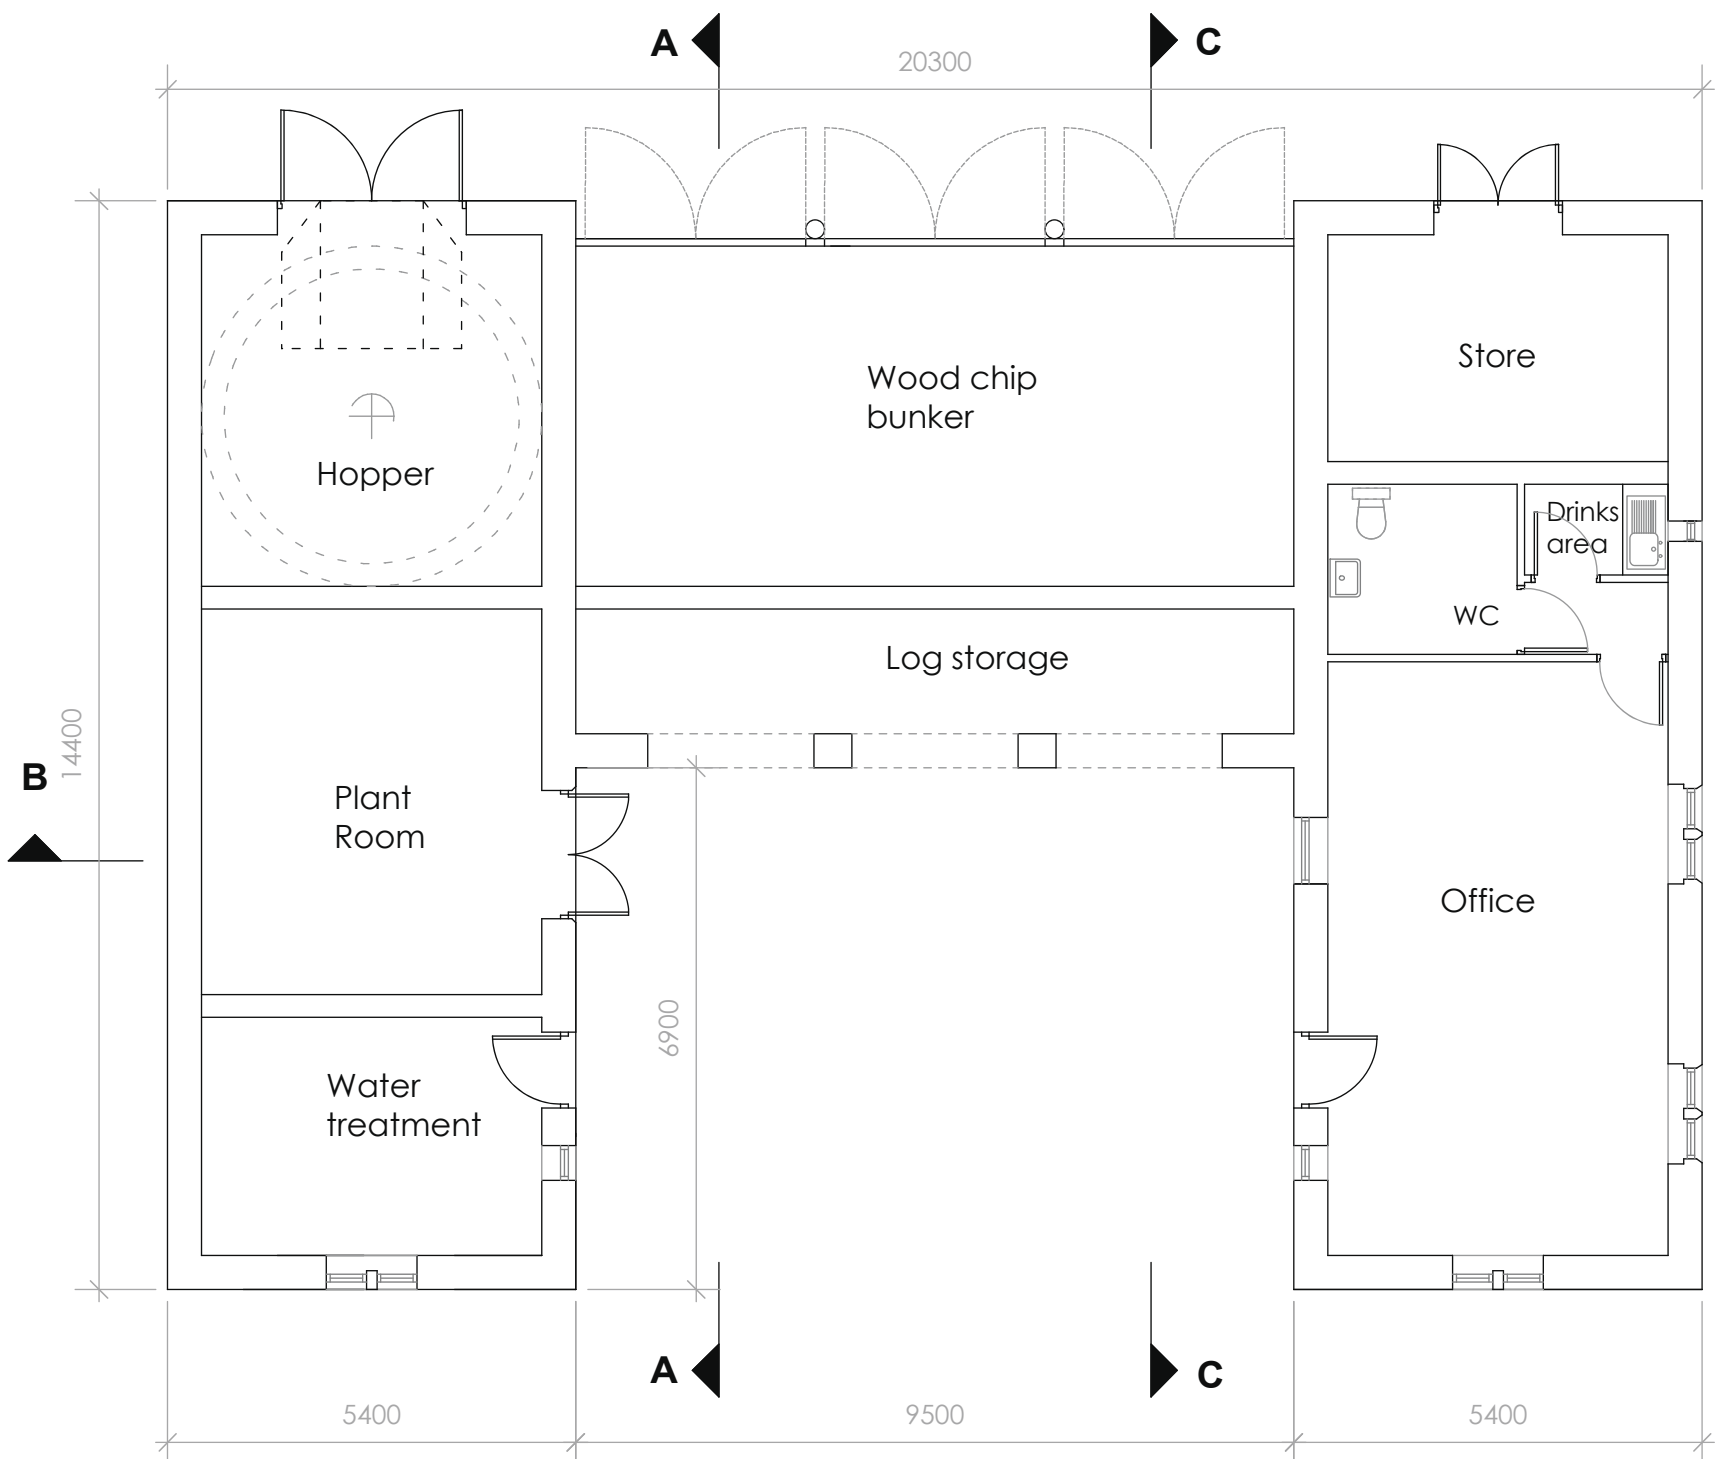 A
C
20300
Store
Wood chip
bunker
Hopper
Drinks
area
WC
Log storage
14400
B
Plant
Room
Office
6900
Water
treatment
A
C
5400
9500
5400